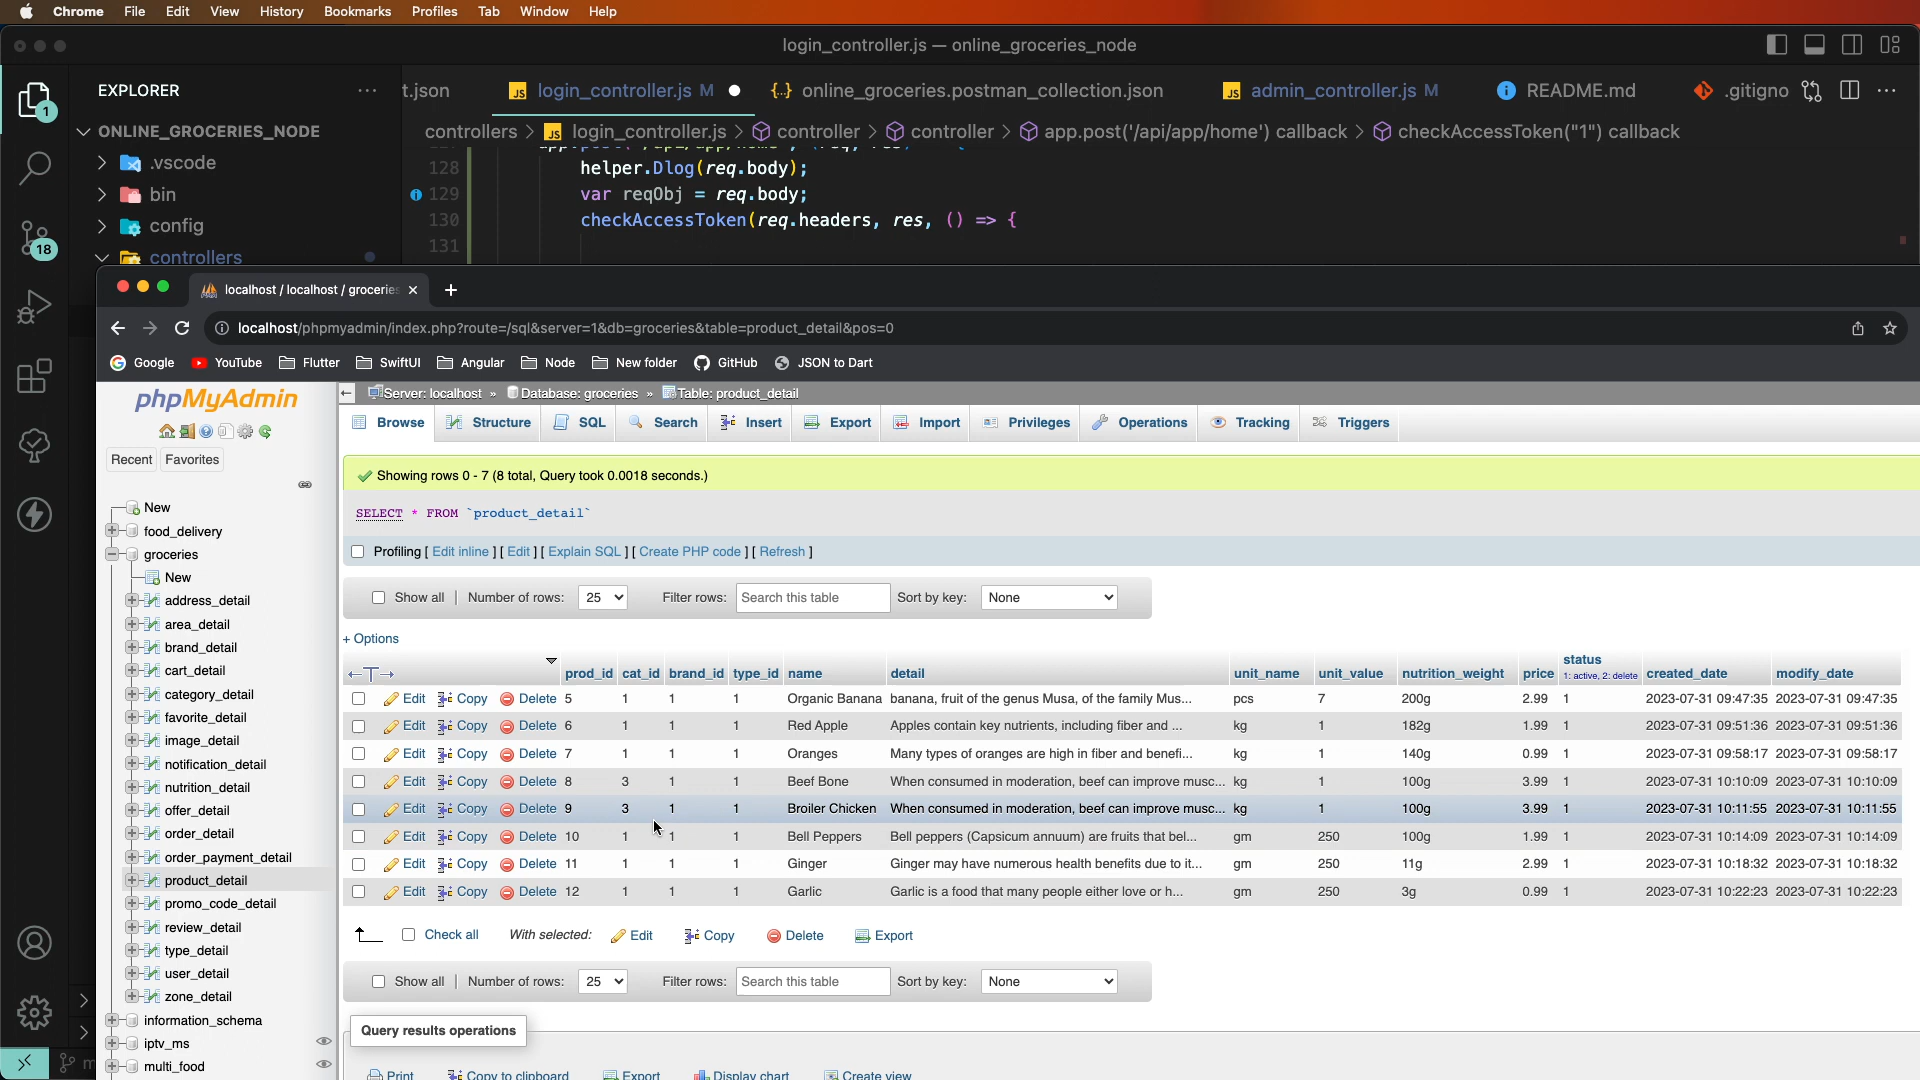 Chrome File Edit View History Bookmarks Profiles Tab Window Help
login_controller.js — online_groceries_node
EXPLORER
t.json
login_controller.js M
online_groceries.postman_collection.json
admin_controller.js M
README.md
.gitigno
ONLINE_GROCERIES_NODE
controllers > login_controller.js > controller > controller > app.post('/api/app/home') callback > checkAccessToken("1") callback
1
.vscode
bin
config
controllers
18
128 helper.Dlog(req.body);
129 var reqObj = req.body;
130 checkAccessToken(req.headers, res, () => {
131
localhost / localhost / groceries
localhost/phpmyadmin/index.php?route=/sql&server=1&db=groceries&table=product_detail&pos=0
Google YouTube Flutter SwiftUI Angular Node New folder GitHub JSON to Dart
phpMyAdmin
Recent Favorites
New
food_delivery
groceries
New
address_detail
area_detail
brand_detail
cart_detail
category_detail
favorite_detail
image_detail
notification_detail
nutrition_detail
offer_detail
order_detail
order_payment_detail
product_detail
promo_code_detail
review_detail
type_detail
user_detail
zone_detail
information_schema
iptv_ms
multi_food
Server: localhost » Database: groceries » Table: product_detail
Browse Structure SQL Search Insert Export Import Privileges Operations Tracking Triggers
Showing rows 0 - 7 (8 total, Query took 0.0018 seconds.)
SELECT * FROM `product_detail`
Profiling [ Edit inline ] [ Edit ] [ Explain SQL ] [ Create PHP code ] [ Refresh ]
Show all | Number of rows: 25 Filter rows: Search this table Sort by key: None
+ Options
prod_id cat_id brand_id type_id name detail unit_name unit_value nutrition_weight price status 1: active, 2: delete created_date modify_date
Edit Copy Delete 5 1 1 1 Organic Banana banana, fruit of the genus Musa, of the family Mus... pcs 7 200g 2.99 1 2023-07-31 09:47:35 2023-07-31 09:47:35
Edit Copy Delete 6 1 1 1 Red Apple Apples contain key nutrients, including fiber and ... kg 1 182g 1.99 1 2023-07-31 09:51:36 2023-07-31 09:51:36
Edit Copy Delete 7 1 1 1 Oranges Many types of oranges are high in fiber and benefi... kg 1 140g 0.99 1 2023-07-31 09:58:17 2023-07-31 09:58:17
Edit Copy Delete 8 3 1 1 Beef Bone When consumed in moderation, beef can improve musc... kg 1 100g 3.99 1 2023-07-31 10:10:09 2023-07-31 10:10:09
Edit Copy Delete 9 3 1 1 Broiler Chicken When consumed in moderation, beef can improve musc... kg 1 100g 3.99 1 2023-07-31 10:11:55 2023-07-31 10:11:55
Edit Copy Delete 10 1 1 1 Bell Peppers Bell peppers (Capsicum annuum) are fruits that bel... gm 250 100g 1.99 1 2023-07-31 10:14:09 2023-07-31 10:14:09
Edit Copy Delete 11 1 1 1 Ginger Ginger may have numerous health benefits due to it... gm 250 11g 2.99 1 2023-07-31 10:18:32 2023-07-31 10:18:32
Edit Copy Delete 12 1 1 1 Garlic Garlic is a food that many people either love or h... gm 250 3g 0.99 1 2023-07-31 10:22:23 2023-07-31 10:22:23
Check all With selected: Edit Copy Delete Export
Show all | Number of rows: 25 Filter rows: Search this table Sort by key: None
Query results operations
Print Copy to clipboard Export Display chart Create view